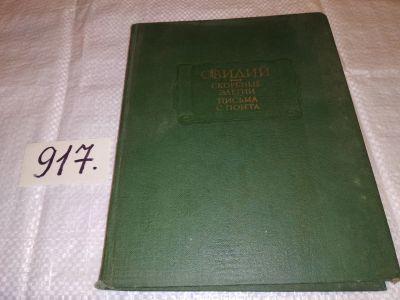 917.
ОВИДИЙ
СКОРБНЫЕ
ЭЛЕГИИ
ПИСЬМА
С ПОНТА